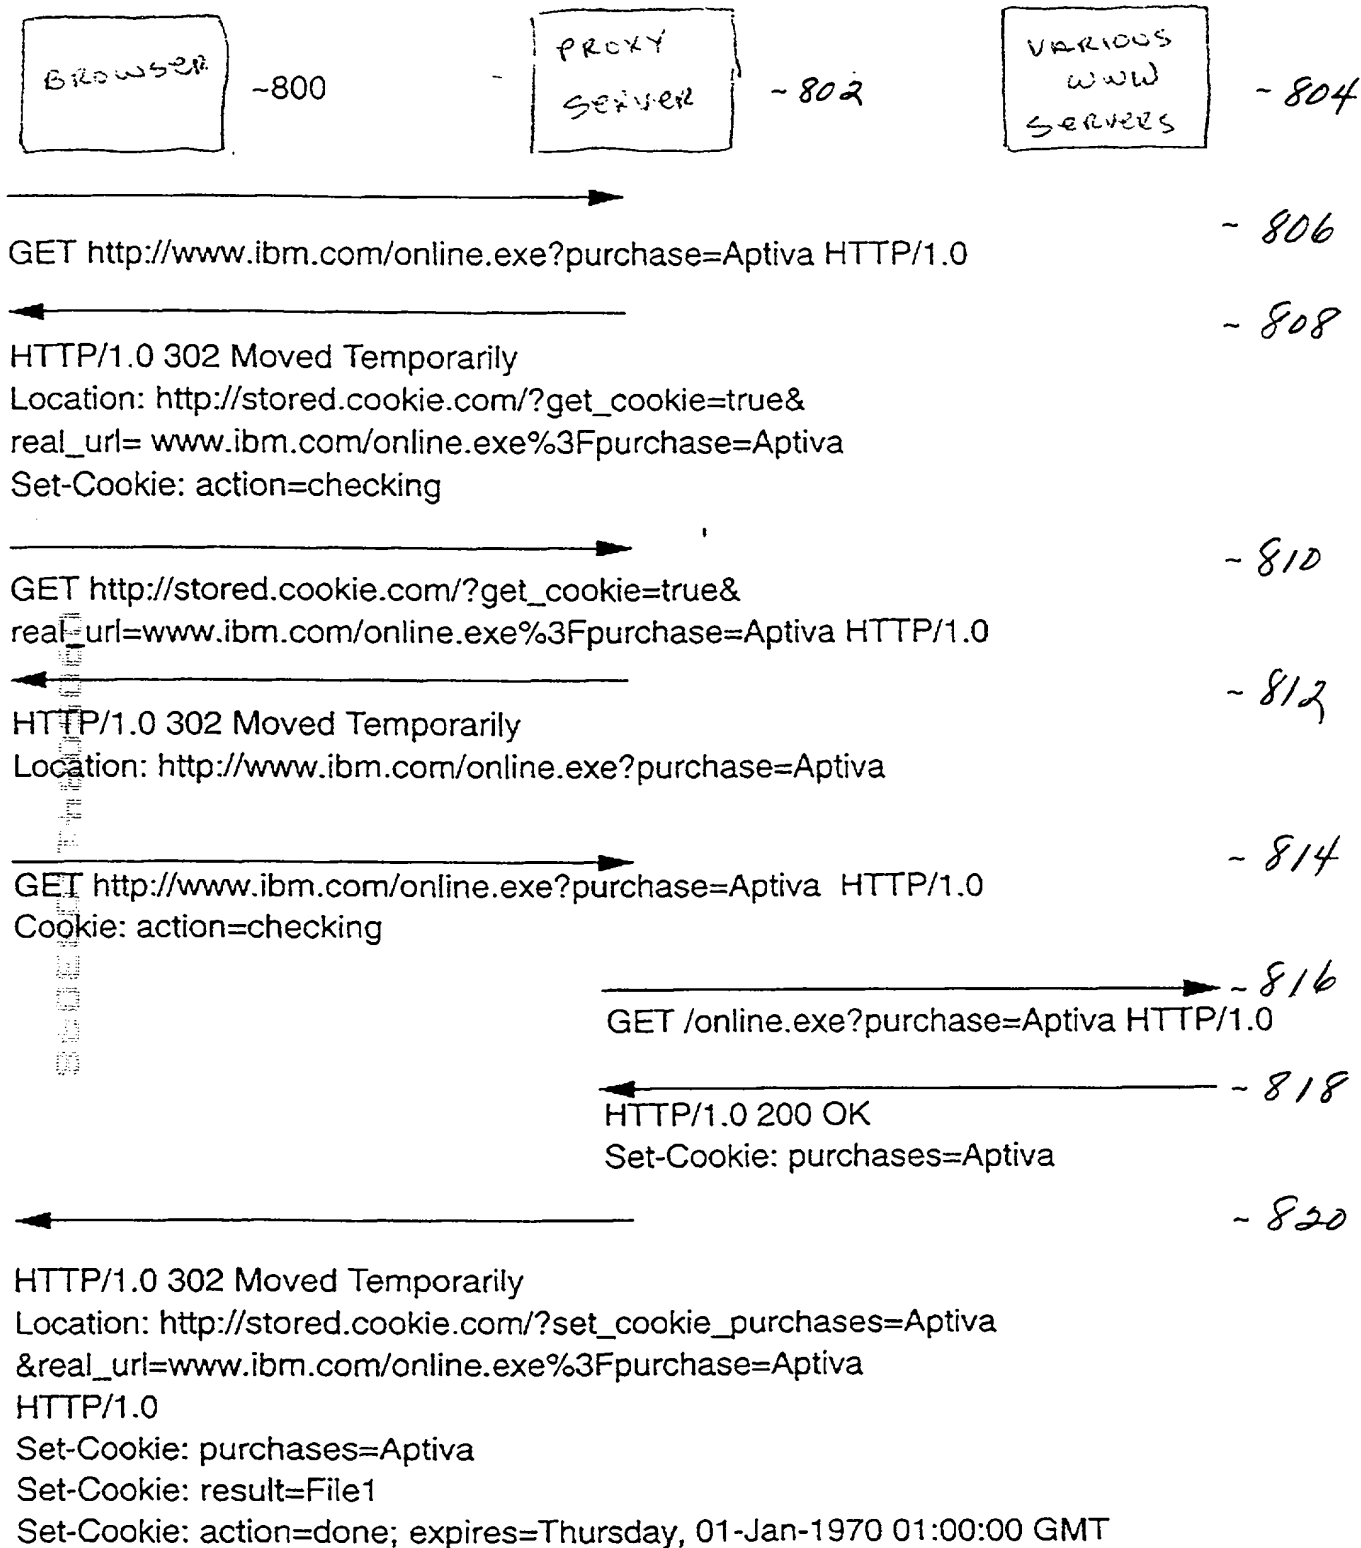 BROWSER ~800
PROXY SERVER ~802
VARIOUS WWW SERVERS ~804
~806
GET http://www.ibm.com/online.exe?purchase=Aptiva HTTP/1.0
~808
HTTP/1.0 302 Moved Temporarily
Location: http://stored.cookie.com/?get_cookie=true&
real_url= www.ibm.com/online.exe%3Fpurchase=Aptiva
Set-Cookie: action=checking
~810
GET http://stored.cookie.com/?get_cookie=true&
real_url=www.ibm.com/online.exe%3Fpurchase=Aptiva HTTP/1.0
~812
HTTP/1.0 302 Moved Temporarily
Location: http://www.ibm.com/online.exe?purchase=Aptiva
~814
GET http://www.ibm.com/online.exe?purchase=Aptiva HTTP/1.0
Cookie: action=checking
~816
GET /online.exe?purchase=Aptiva HTTP/1.0
~818
HTTP/1.0 200 OK
Set-Cookie: purchases=Aptiva
~820
HTTP/1.0 302 Moved Temporarily
Location: http://stored.cookie.com/?set_cookie_purchases=Aptiva
&real_url=www.ibm.com/online.exe%3Fpurchase=Aptiva
HTTP/1.0
Set-Cookie: purchases=Aptiva
Set-Cookie: result=File1
Set-Cookie: action=done; expires=Thursday, 01-Jan-1970 01:00:00 GMT